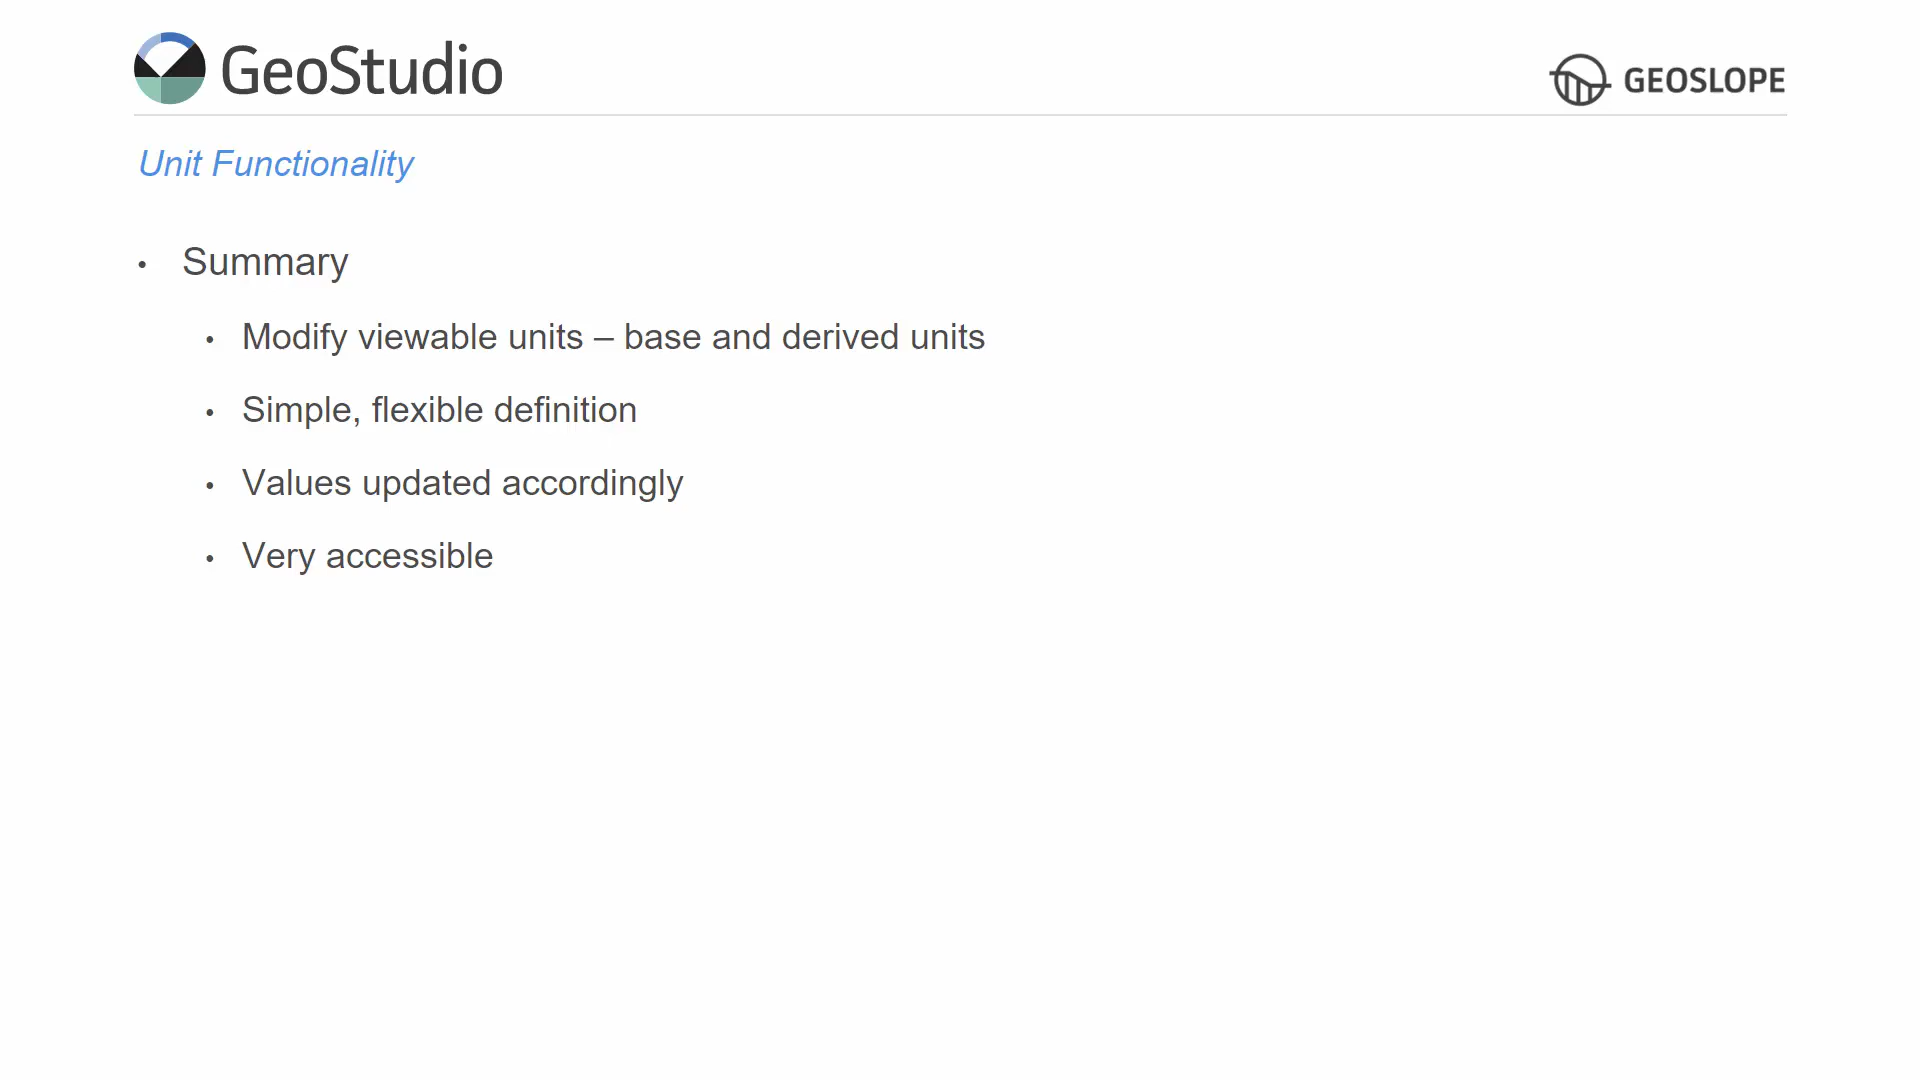 GeoStudio
GEOSLOPE
Unit Functionality
• Summary
• Modify viewable units – base and derived units
• Simple, flexible definition
• Values updated accordingly
• Very accessible